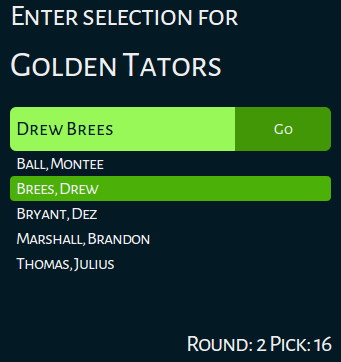 Enter selection for
Golden Tators
Drew Brees
Go
Ball, Montee
Brees, Drew
Bryant, Dez
Marshall, Brandon
Thomas, Julius
Round: 2 Pick: 16